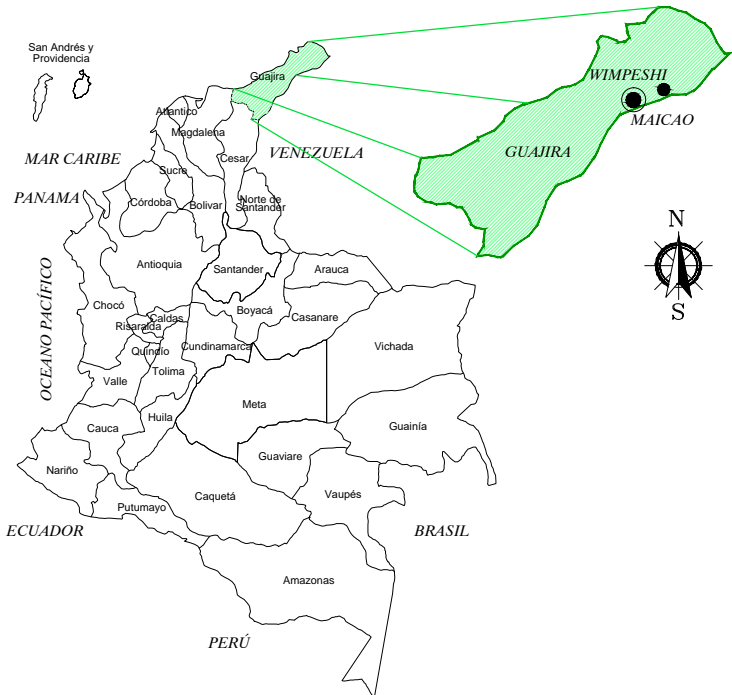 San Andrés y
Providencia
Guajira
WIMPESHI
MAICAO
GUAJIRA
Atlantico
Magdalena
MAR CARIBE
Cesar
VENEZUELA
Sucre
PANAMA
Córdoba
Bolivar
Norte de
Santander
N
S
Antioquia
Santander
Arauca
OCEANO PACÍFICO
Chocó
Boyacá
Casanare
Caldas
Risaralda
Cundinamarca
Vichada
Quindío
Tolima
Valle
Meta
Huila
Cauca
Guainía
Guaviare
Nariño
Caquetá
Vaupés
Putumayo
ECUADOR
BRASIL
Amazonas
PERÚ